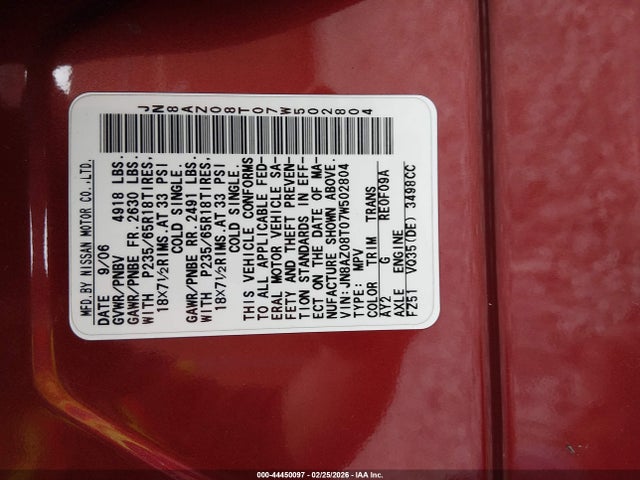 JN8AZ08T07W502804
MFD.BY NISSAN MOTOR CO.,LTD.
DATE 9/06
GVWR/PNBV 4918 LBS.
GAWR/PNBE FR. 2630 LBS.
WITH P235/65R18TIRES,
18X71/2RIMS.AT 33 PSI
COLD SINGLE.
GAWR/PNBE RR. 2491 LBS.
WITH P235/65R18TIRES,
18X71/2RIMS.AT 33 PSI
COLD SINGLE.
THIS VEHICLE CONFORMS
TO ALL APPLICABLE FED-
ERAL MOTOR VEHICLE SA-
FETY AND THEFT PREVEN-
TION STANDARDS IN EFF-
ECT ON THE DATE OF MA-
NUFACTURE SHOWN ABOVE.
VIN:JN8AZ08T07W502804
TYPE: MPV
COLOR TRIM TRANS
AY2 G RE0F09A
AXLE ENGINE
FZ51 VQ35(DE) 3498CC
000-44450097 - 02/25/2026 - IAA Inc.